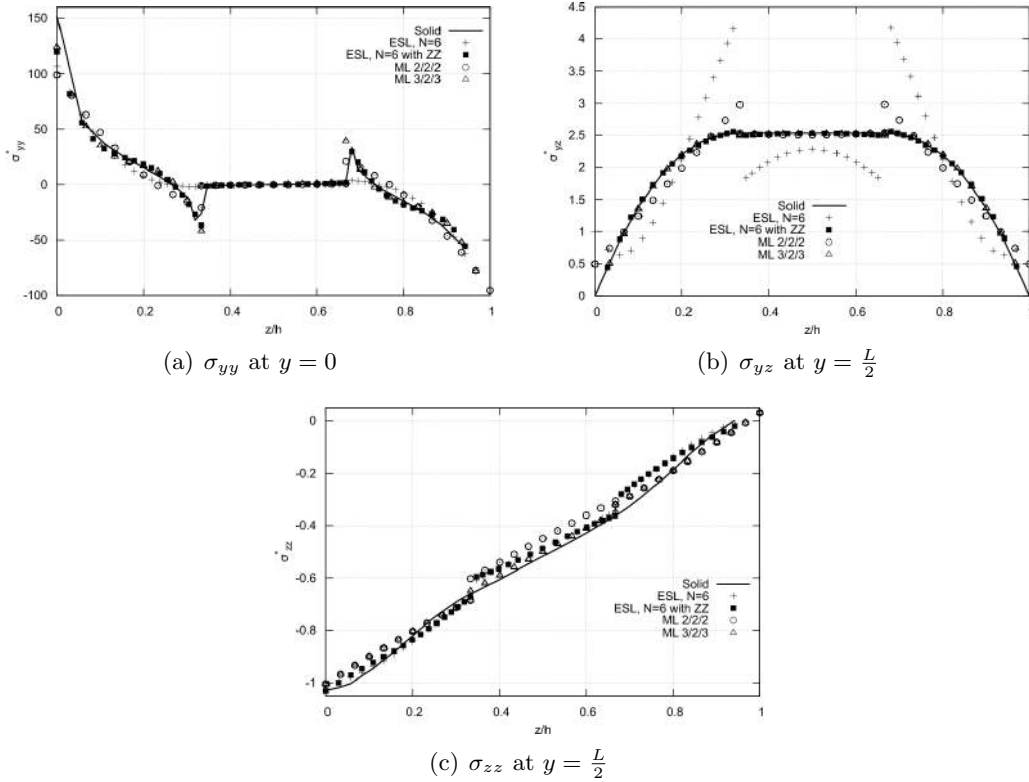 Solid
ESL, N=6
ESL, N=6 with ZZ
ML 2/2/2
ML 3/2/3
150
100
50
0
-50
-100
σ*yy
0
0.2
0.4
0.6
0.8
1
z/h
(a) σyy at y = 0
4.5
4
3.5
3
2.5
2
1.5
1
0.5
0
σ*yz
Solid
ESL, N=6
ESL, N=6 with ZZ
ML 2/2/2
ML 3/2/3
0
0.2
0.4
0.6
0.8
1
z/h
(b) σyz at y = L/2
0
-0.2
-0.4
-0.6
-0.8
-1
σ*zz
Solid
ESL, N=6
ESL, N=6 with ZZ
ML 2/2/2
ML 3/2/3
0
0.2
0.4
0.6
0.8
1
z/h
(c) σzz at y = L/2